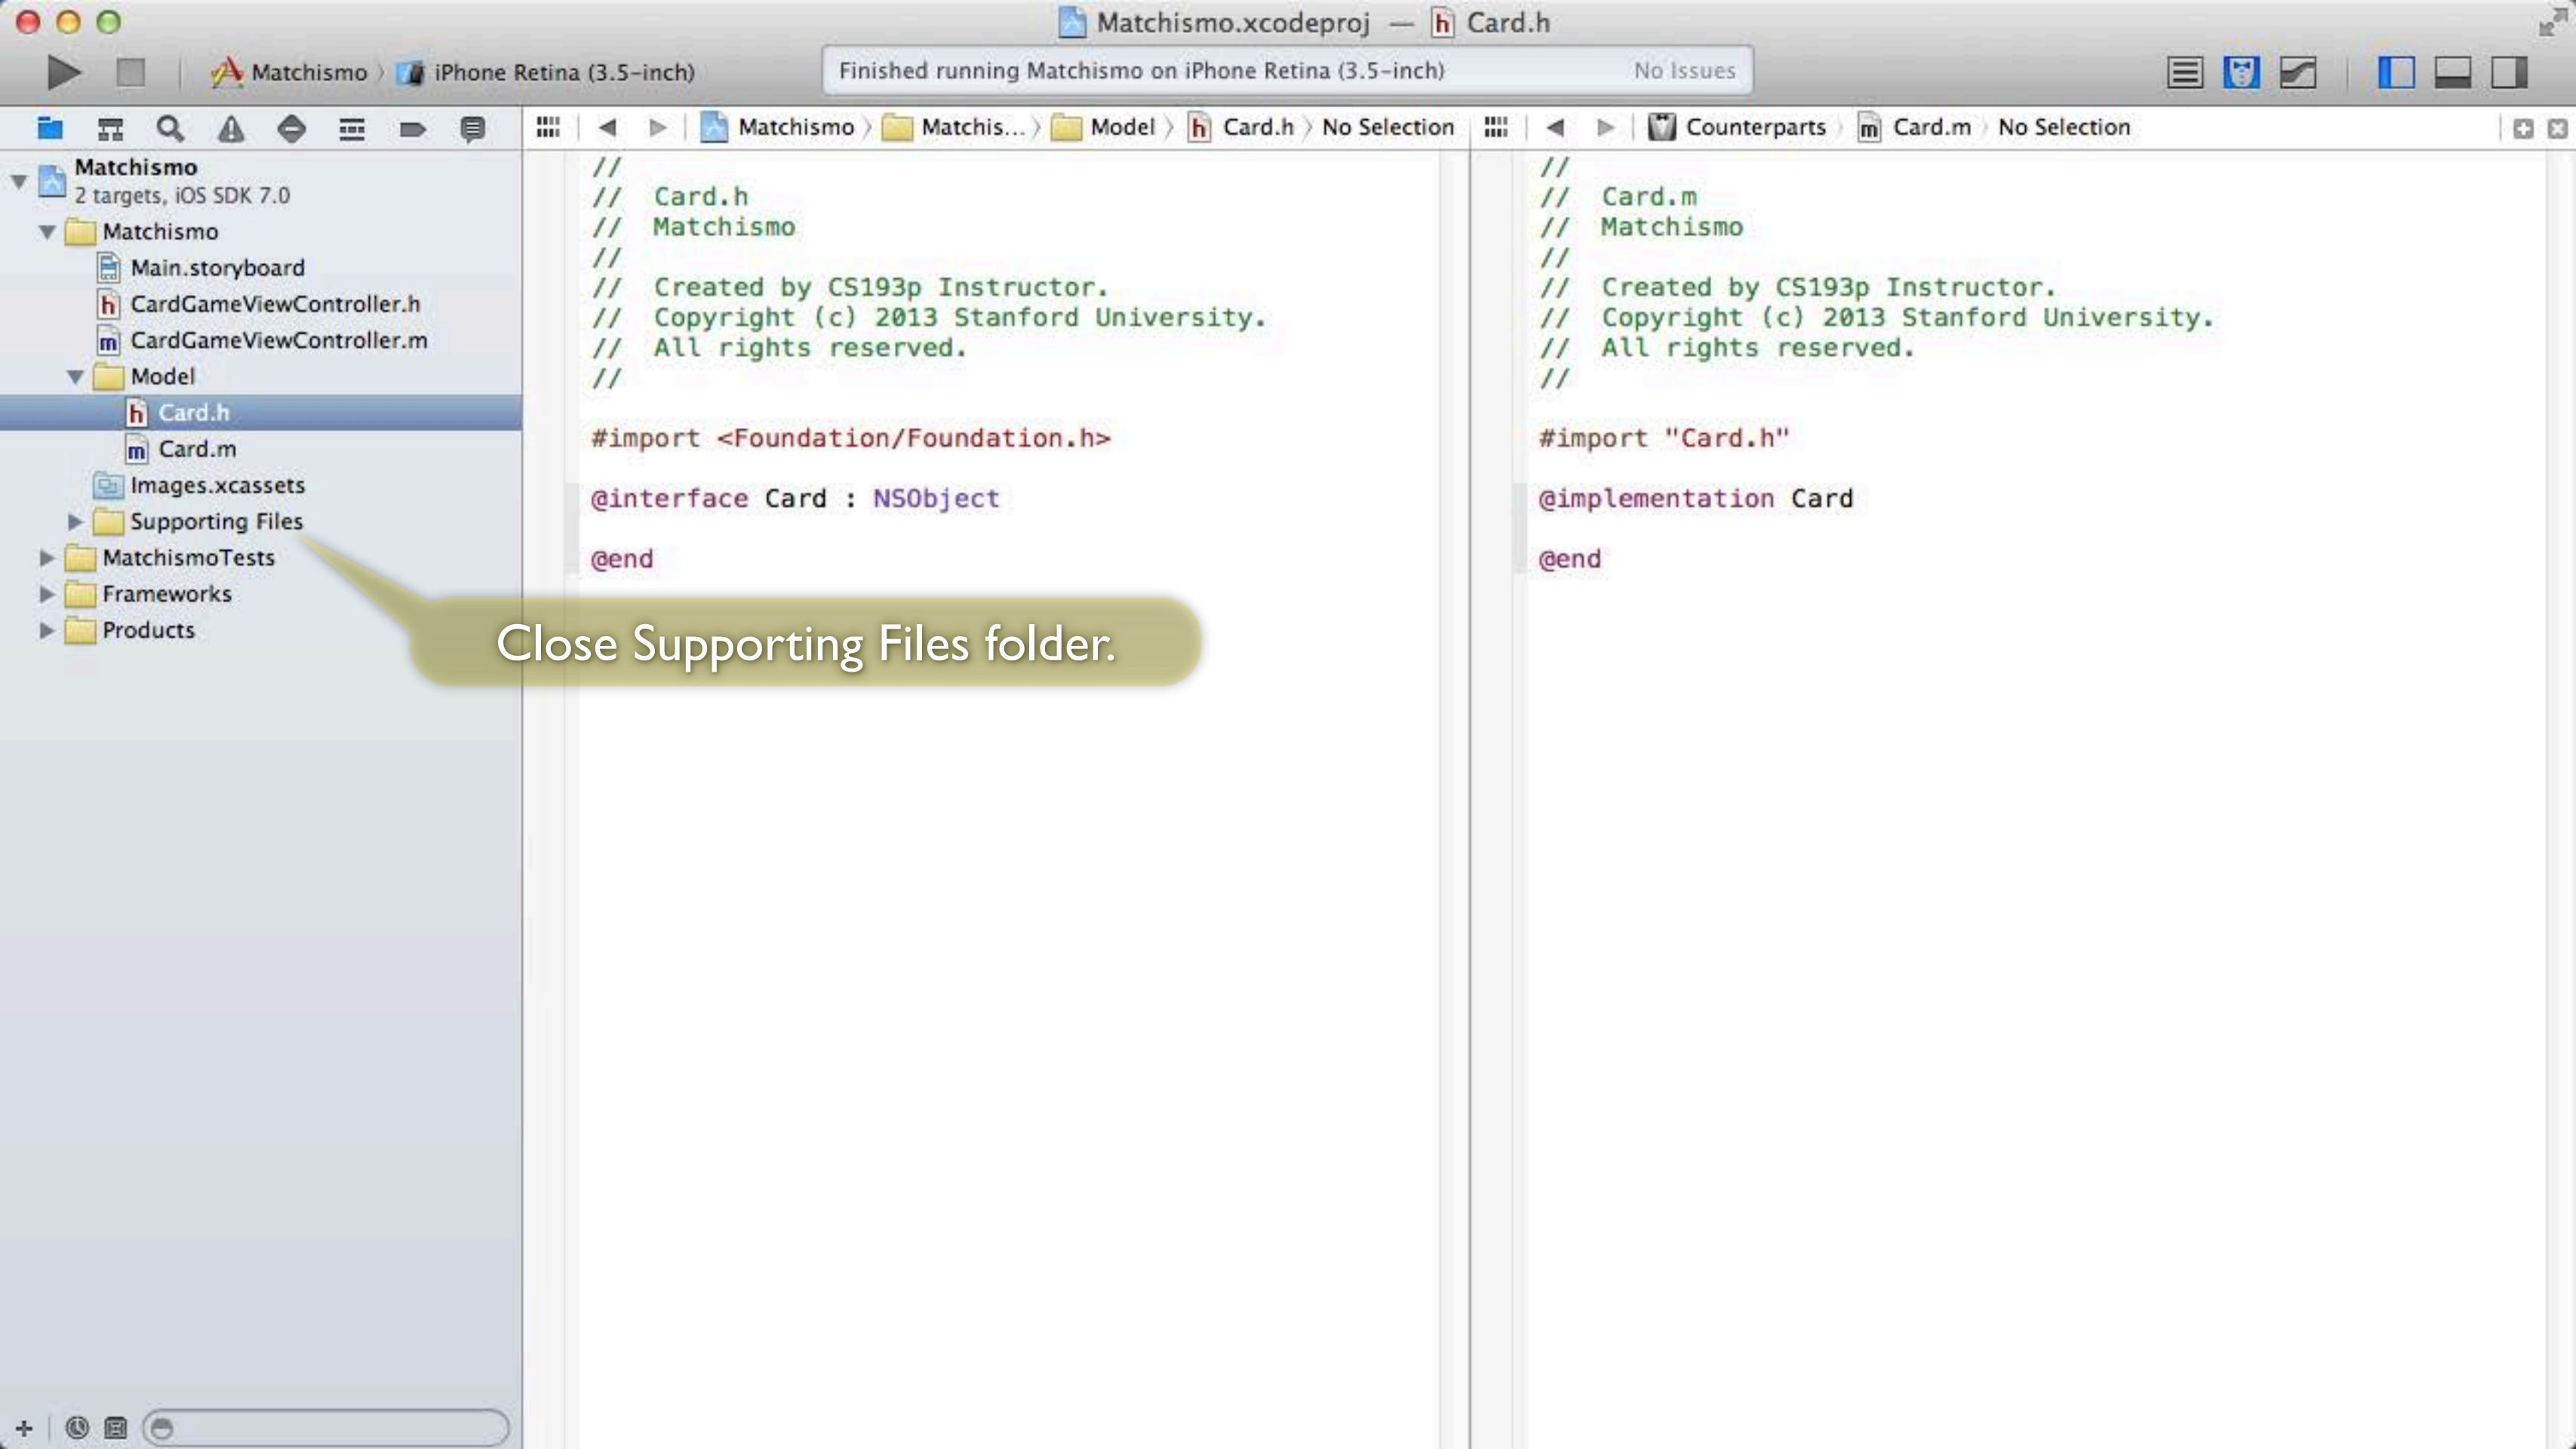 Matchismo.xcodeproj — h Card.h
Matchismo iPhone Retina (3.5-inch)
Finished running Matchismo on iPhone Retina (3.5-inch) No Issues
Matchismo Matchis... Model h Card.h No Selection
Counterparts m Card.m No Selection
Matchismo
2 targets, iOS SDK 7.0
Matchismo
Main.storyboard
h CardGameViewController.h
m CardGameViewController.m
Model
h Card.h
m Card.m
Images.xcassets
Supporting Files
MatchismoTests
Frameworks
Products
//
// Card.h
// Matchismo
//
// Created by CS193p Instructor.
// Copyright (c) 2013 Stanford University.
// All rights reserved.
//
#import <Foundation/Foundation.h>
@interface Card : NSObject
@end
//
// Card.m
// Matchismo
//
// Created by CS193p Instructor.
// Copyright (c) 2013 Stanford University.
// All rights reserved.
//
#import "Card.h"
@implementation Card
@end
Close Supporting Files folder.